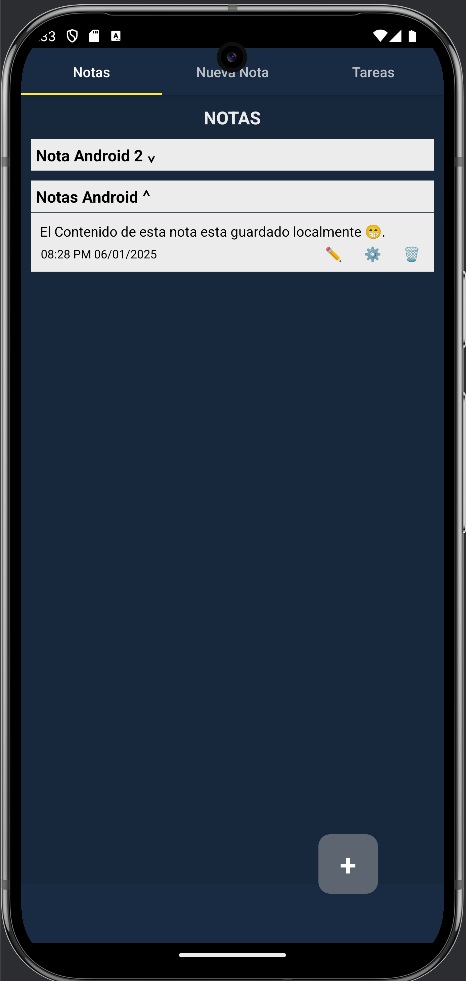 :33
Notas
Nueva Nota
Tareas
NOTAS
Nota Android 2 v
Notas Android ^
El Contenido de esta nota esta guardado localmente 😁.
08:28 PM 06/01/2025
+